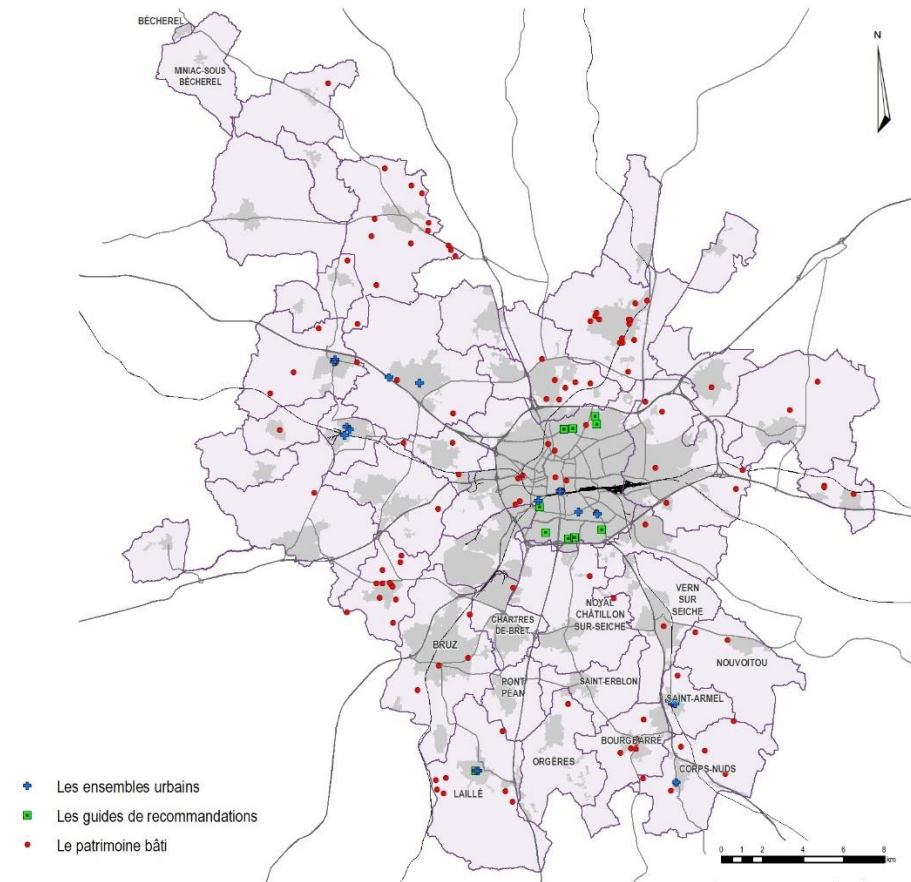 BÉCHEREL
N
MINIAC-SOUS
BÉCHEREL
VERN
SUR
SEICHE
NOYAL
CHÂTILLON
SUR-SEICHE
CHARTRES
DE-BRET
BRUZ
NOUVOITOU
PONT
PÉAN
SAINT-ERBLON
SAINT-ARMEL
BOURGBARRÉ
ORGÈRES
CORPS-NUDS
LAILLÉ
Les ensembles urbains
Les guides de recommandations
Le patrimoine bâti
0 1 2 4 6 8
km